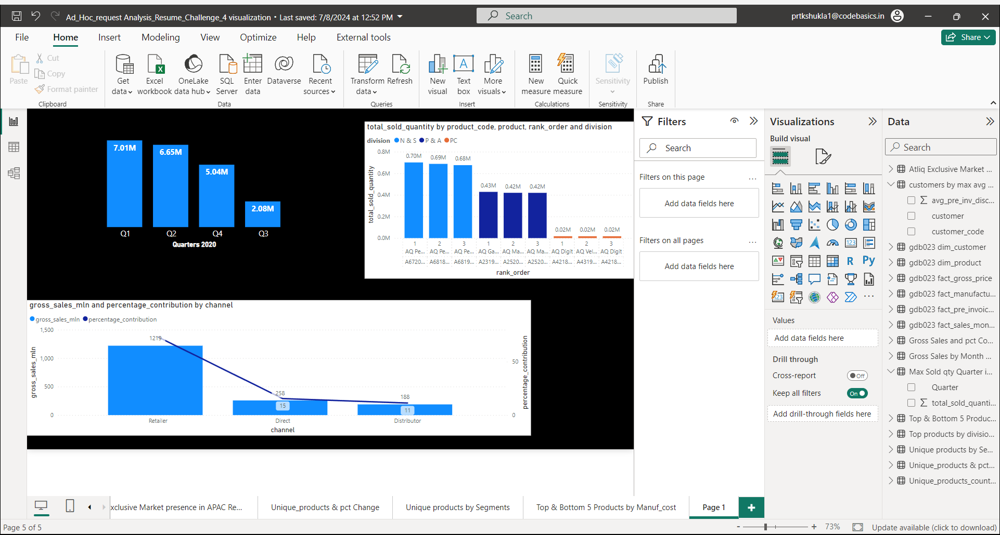 Ad_Hoc_request Analysis_Resume_Challenge_4 visualization • Last saved: 7/8/2024 at 12:52 PM
Search
prtkshukla1@codebasics.in
File Home Insert Modeling View Optimize Help External tools
Share
Paste
Cut
Copy
Format painter
Clipboard
Get data
Excel workbook
OneLake data hub
SQL Server
Enter data
Dataverse
Recent sources
Data
Transform data
Refresh
Queries
New visual
Text box
More visuals
Insert
New measure
Quick measure
Calculations
Sensitivity
Sensitivity
Publish
Share
7.01M
6.65M
5.04M
2.08M
Q1 Q2 Q4 Q3
Quarters 2020
total_sold_quantity by product_code, product, rank_order and division
division N & S P & A PC
total_sold_quantity
0.8M
0.6M
0.4M
0.2M
0.0M
0.70M 0.69M 0.68M 0.43M 0.42M 0.42M 0.02M 0.02M 0.02M
1 2 3 1 2 3 1 2 3
AQ Pe... AQ Pe... AQ Pe... AQ Ga... AQ Ma... AQ Ma... AQ Digit AQ Vel... AQ Digit
A6720... A6818... A6819... A2319... A2520... A2520... A4218... A4319... A4218...
rank_order
gross_sales_mln and percentage_contribution by channel
gross_sales_mln percentage_contribution
gross_sales_mln
1,500
1,000
500
0
1219
258
15
188
11
50
0
percentage_contribution
Retailer Direct Distributor
channel
Filters
Search
Filters on this page ...
Add data fields here
Filters on all pages ...
Add data fields here
Visualizations
Build visual
123
R
Py
123
...
Values
Add data fields here
Drill through
Cross-report Off
Keep all filters On
Add drill-through fields here
Data
Search
Atliq Exclusive Market ...
customers by max avg ...
avg_pre_inv_disc...
customer
customer_code
gdb023 dim_customer
gdb023 dim_product
gdb023 fact_gross_price
gdb023 fact_manufactu...
gdb023 fact_pre_invoic...
gdb023 fact_sales_mon...
Gross Sales and pct Co...
Gross Sales by Month ...
Max Sold qty Quarter i...
Quarter
total_sold_quanti...
Top & Bottom 5 Produc...
Top products by divisio...
Unique products by Se...
Unique_products & pct...
Unique_products_count...
xclusive Market presence in APAC Re...
Unique_products & pct Change
Unique products by Segments
Top & Bottom 5 Products by Manuf_cost
Page 1
+
Page 5 of 5
- + 73%
Update available (click to download)